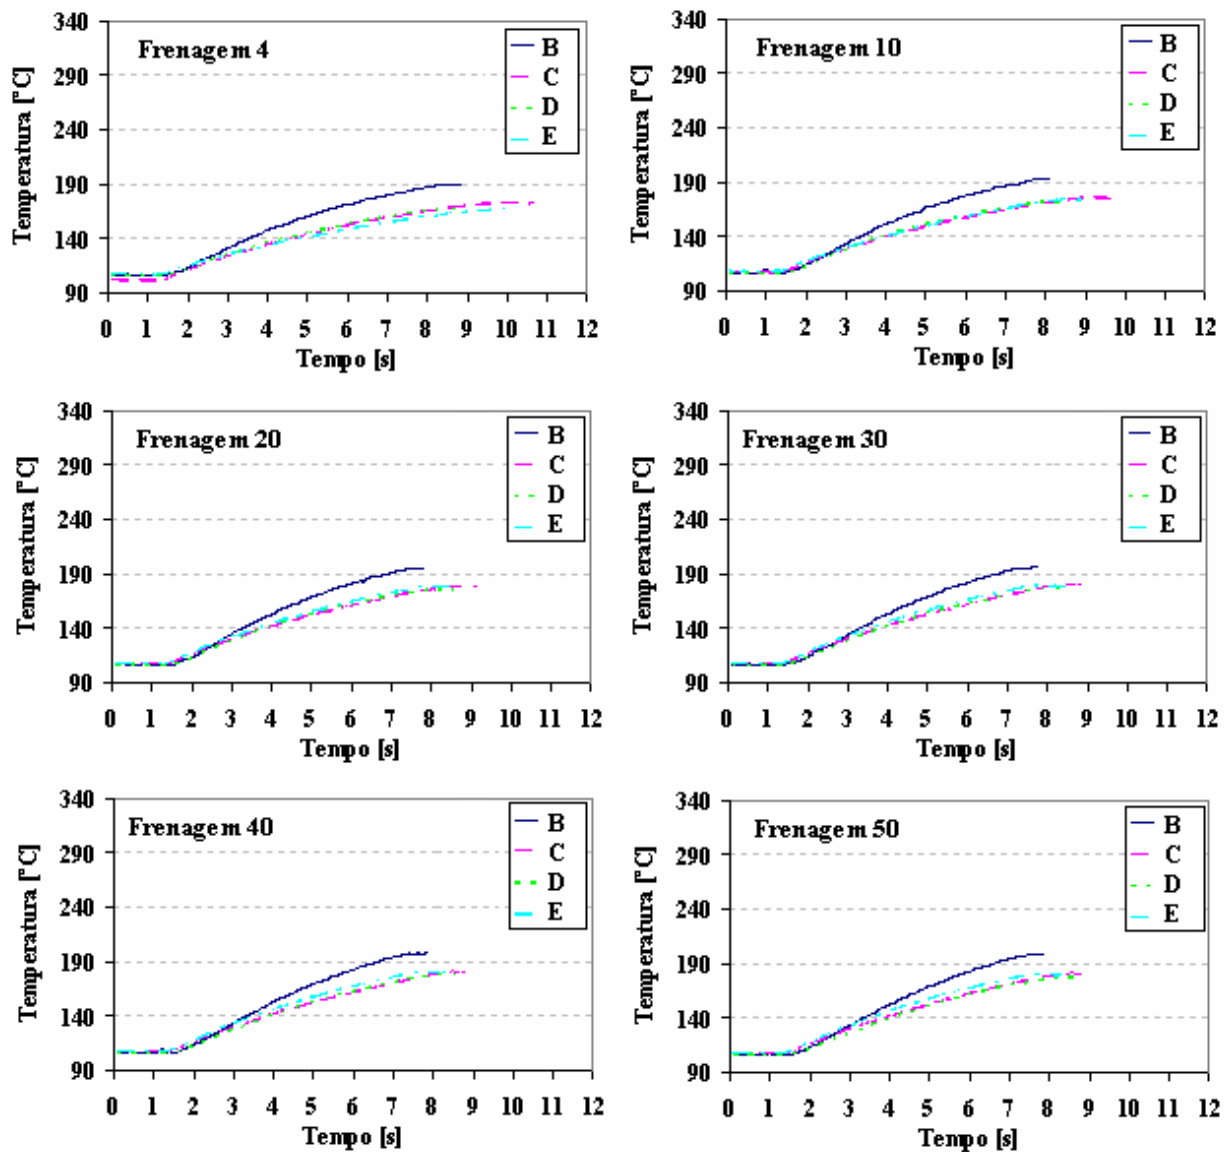 Frenagem 4
Temperatura [°C]
340
290
240
190
140
90
0 1 2 3 4 5 6 7 8 9 10 11 12
Tempo [s]
B
C
D
E
Frenagem 10
Temperatura [°C]
340
290
240
190
140
90
0 1 2 3 4 5 6 7 8 9 10 11 12
Tempo [s]
B
C
D
E
Frenagem 20
Temperatura [°C]
340
290
240
190
140
90
0 1 2 3 4 5 6 7 8 9 10 11 12
Tempo [s]
B
C
D
E
Frenagem 30
Temperatura [°C]
340
290
240
190
140
90
0 1 2 3 4 5 6 7 8 9 10 11 12
Tempo [s]
B
C
D
E
Frenagem 40
Temperatura [°C]
340
290
240
190
140
90
0 1 2 3 4 5 6 7 8 9 10 11 12
Tempo [s]
B
C
D
E
Frenagem 50
Temperatura [°C]
340
290
240
190
140
90
0 1 2 3 4 5 6 7 8 9 10 11 12
Tempo [s]
B
C
D
E